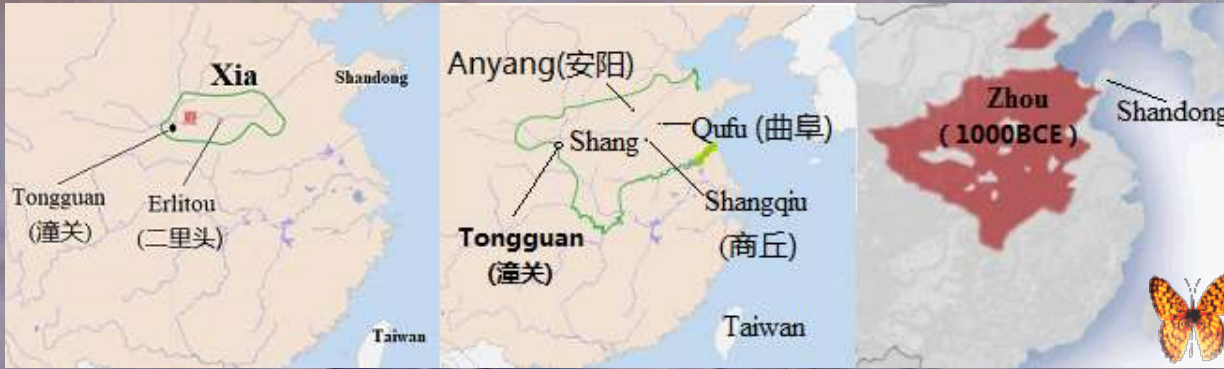 Xia
Shandong
夏
Tongguan
(潼关)
Erlitou
(二里头)
Taiwan
Anyang(安阳)
Shang
Qufu (曲阜)
Shangqiu
(商丘)
Tongguan
(潼关)
Taiwan
Zhou
(1000BCE)
Shandong